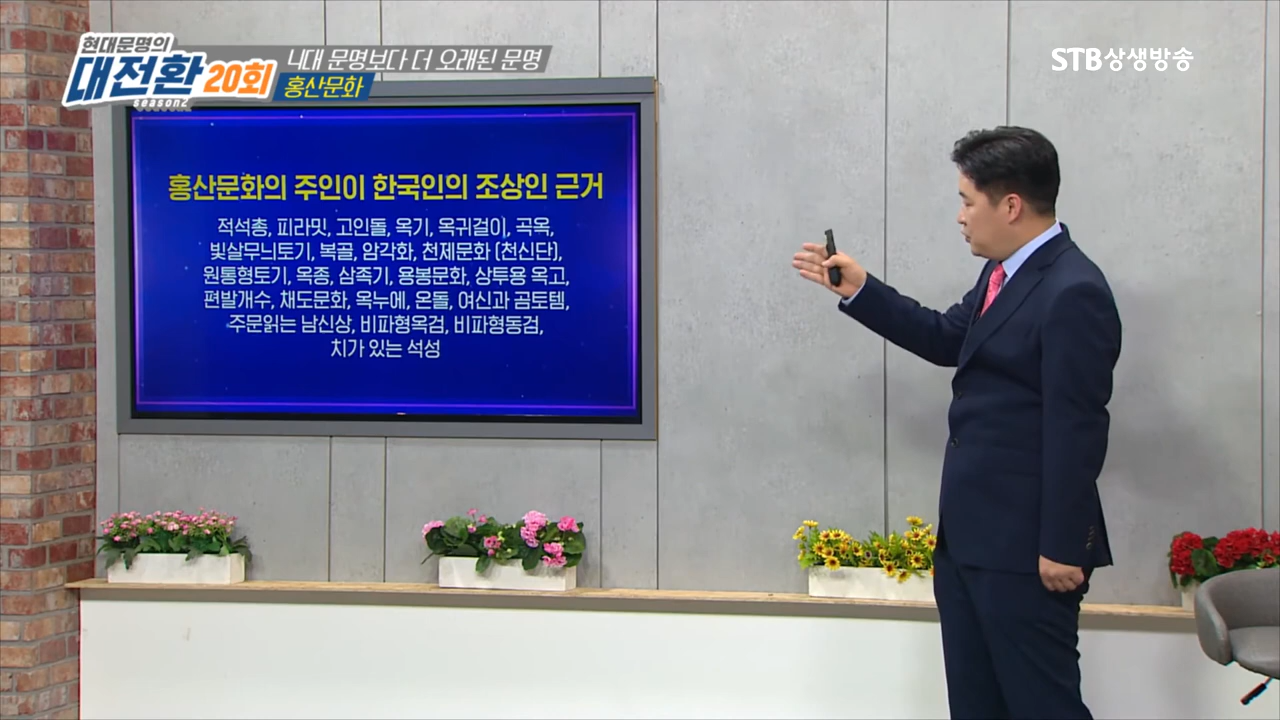 현대문명의
대전환 20회
season2
4대 문명보다 더 오래된 문명
홍산문화
STB상생방송
홍산문화의 주인이 한국인의 조상인 근거
적석총, 피라밋, 고인돌, 옥기, 옥귀걸이, 곡옥,
빛살무늬토기, 복골, 암각화, 천제문화 (천신단),
원통형토기, 옥종, 삼족기, 용봉문화, 상투용 옥고,
편발개수, 채도문화, 옥누에, 온돌, 여신과 곰토템,
주문읽는 남신상, 비파형옥검, 비파형동검,
치가 있는 석성